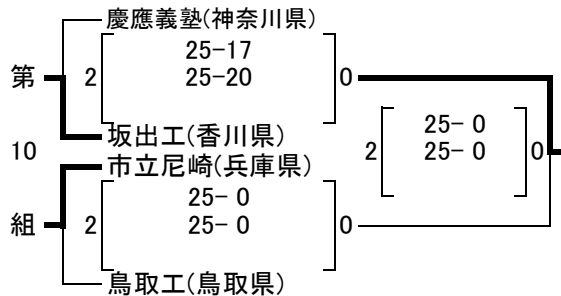 慶應義塾(神奈川県)
第 2 25-17 0
25-20
坂出工(香川県)
10 2 25- 0 0
25- 0
市立尼崎(兵庫県)
組 2 25- 0 0
25- 0
鳥取工(鳥取県)